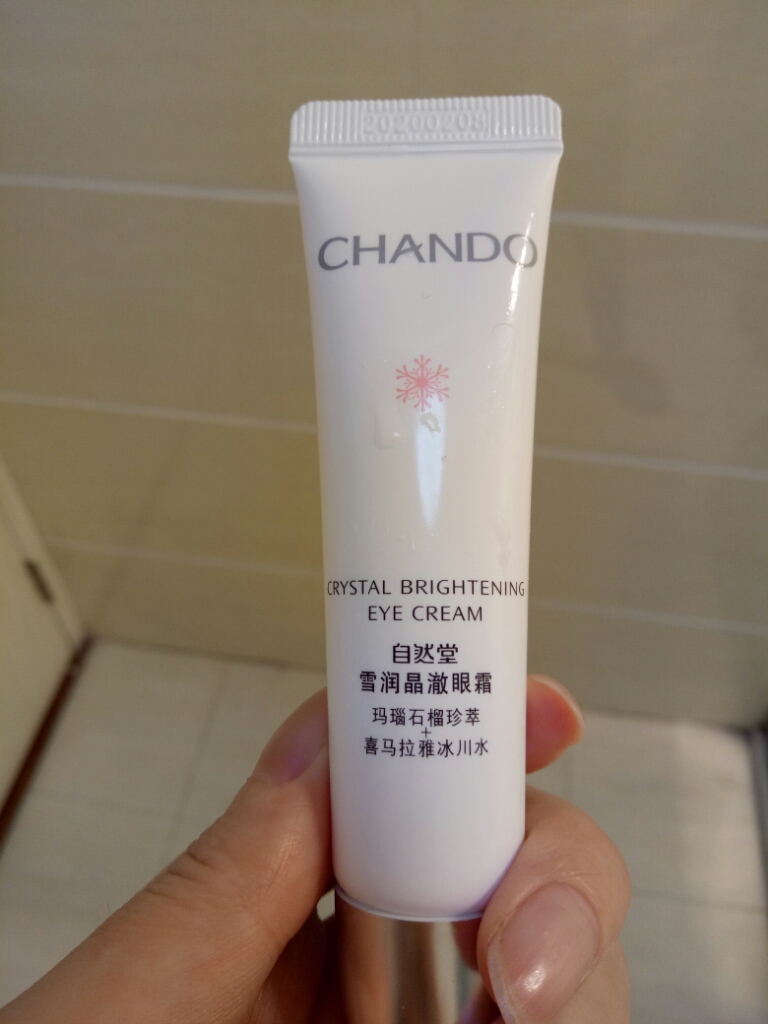 20200208
CHANDO
CRYSTAL BRIGHTENING
EYE CREAM
自然堂
雪润晶澈眼霜
玛瑙石榴珍萃
+
喜马拉雅冰川水